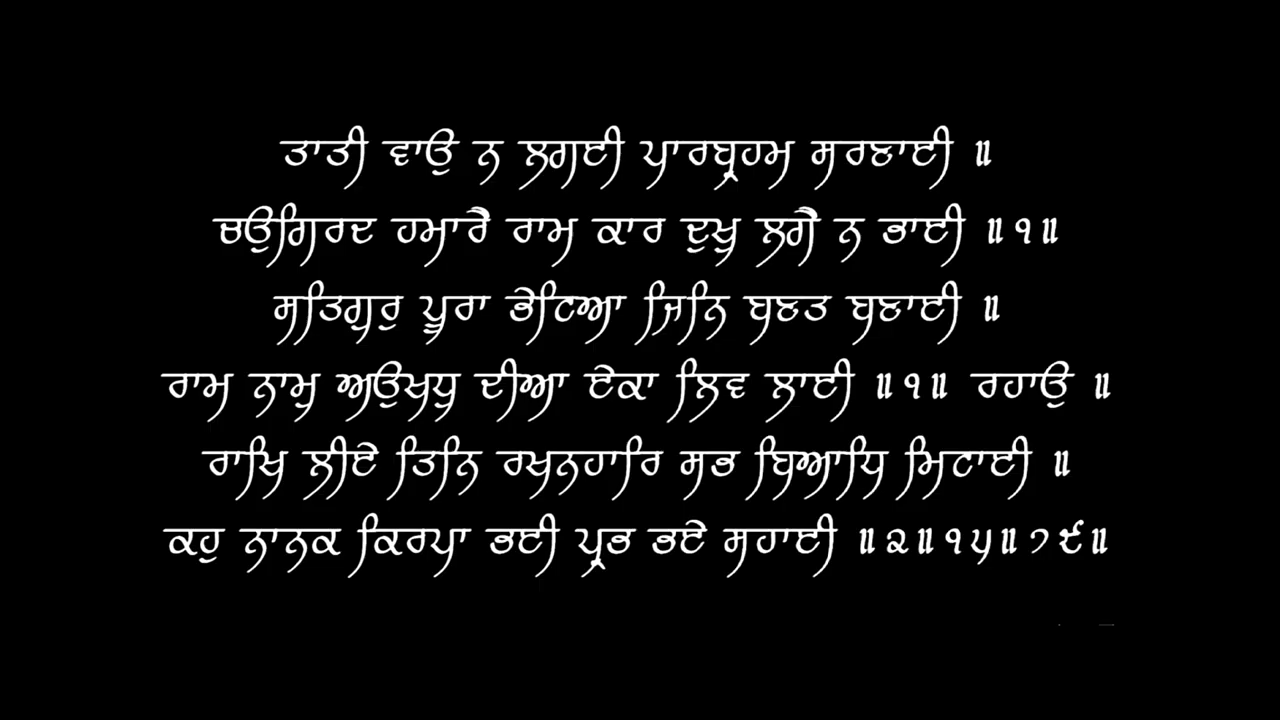 ਤਾਤੀ ਵਾਉ ਨ ਲਗਈ ਪਾਰਬ੍ਰਹਮ ਸਰਣਾਈ ॥
ਚਉਗਿਰਦ ਹਮਾਰੈ ਰਾਮ ਕਾਰ ਦੁਖੁ ਲਗੈ ਨ ਭਾਈ ॥੧॥
ਸਤਿਗੁਰੁ ਪੂਰਾ ਭੇਟਿਆ ਜਿਨਿ ਬਣਤ ਬਣਾਈ ॥
ਰਾਮ ਨਾਮੁ ਅਉਖਧੁ ਦੀਆ ਏਕਾ ਲਿਵ ਲਾਈ ॥੧॥ ਰਹਾਉ ॥
ਰਾਖਿ ਲੀਏ ਤਿਨਿ ਰਖਨਹਾਰਿ ਸਭ ਬਿਆਧਿ ਮਿਟਾਈ ॥
ਕਹੁ ਨਾਨਕ ਕਿਰਪਾ ਭਈ ਪ੍ਰਭ ਭਏ ਸਹਾਈ ॥੨॥੧੫॥੭੯॥